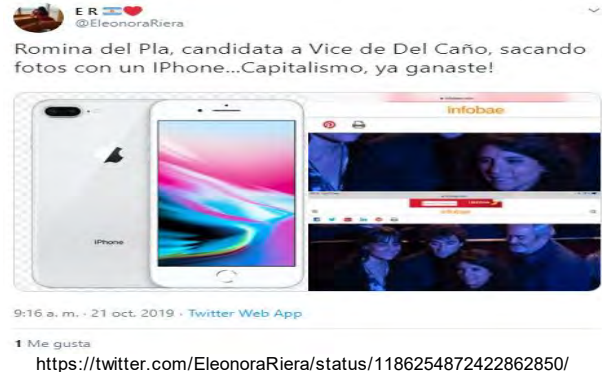 E R
@EleonoraRiera
Romina del Pla, candidata a Vice de Del Caño, sacando
fotos con un IPhone...Capitalismo, ya ganaste!
infobae
iPhone
infobae
9:16 a. m. · 21 oct. 2019 · Twitter Web App
1 Me gusta
https://twitter.com/EleonoraRiera/status/1186254872422862850/